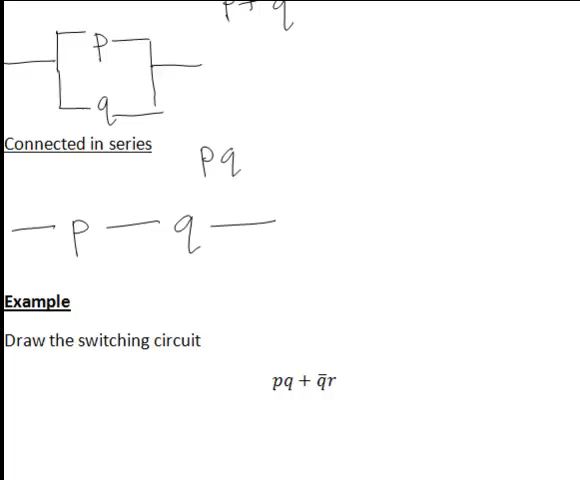 p + q
p
q
Connected in series
pq
p q
Example
Draw the switching circuit
pq + q̄r